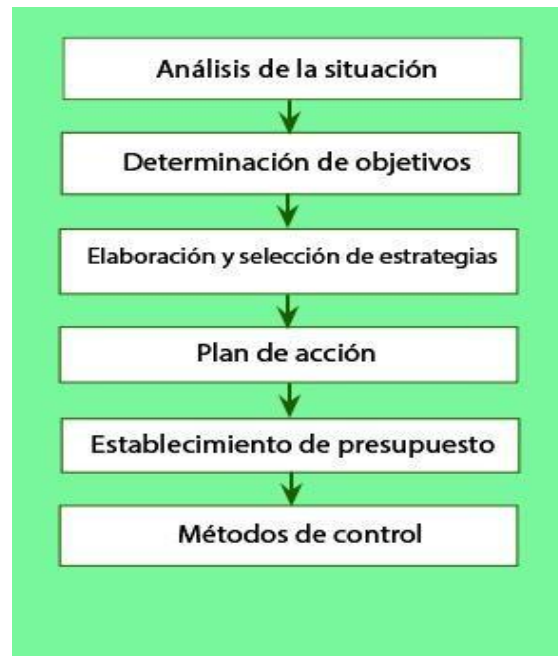 Análisis de la situación
Determinación de objetivos
Elaboración y selección de estrategias
Plan de acción
Establecimiento de presupuesto
Métodos de control